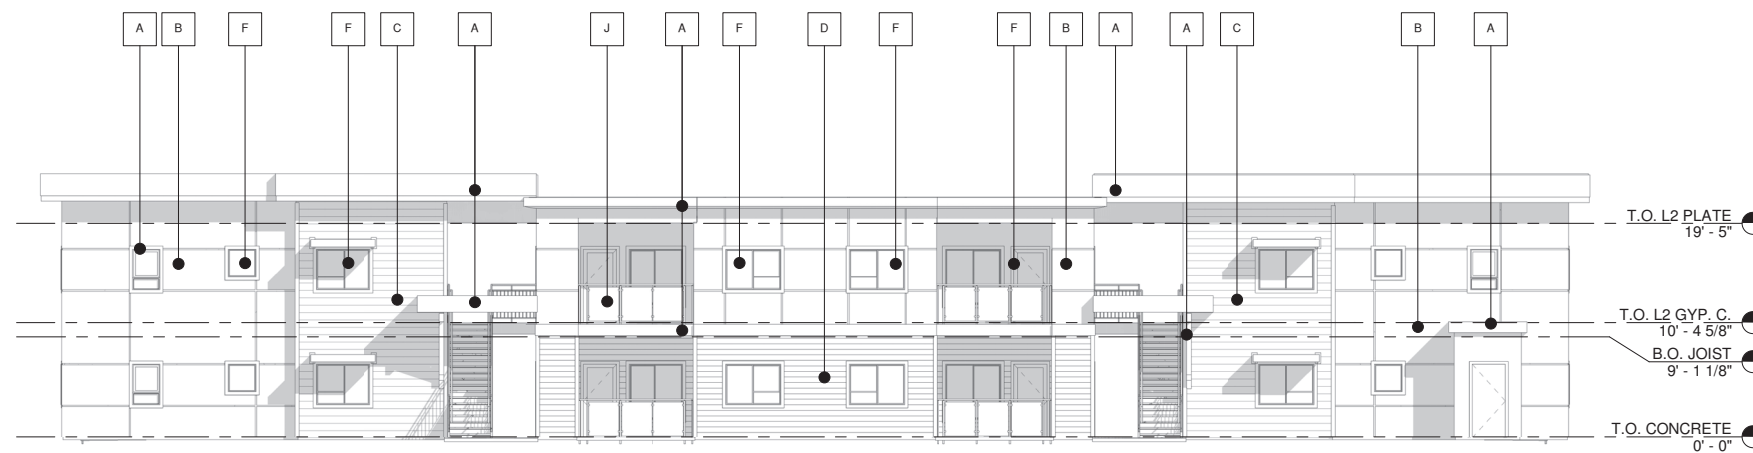 A B F F C A J A F D F F B A A C B A
T.O. L2 PLATE
19' - 5"
T.O. L2 GYP. C.
10' - 4 5/8"
B.O. JOIST
9' - 1 1/8"
T.O. CONCRETE
0' - 0"